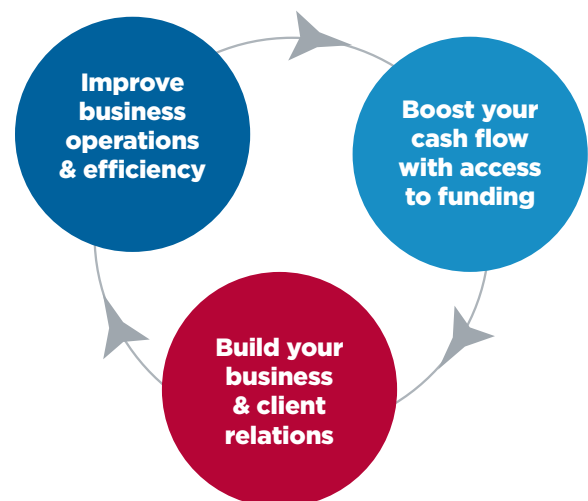 Improve
business
operations
& efficiency
Boost your
cash flow
with access
to funding
Build your
business
& client
relations